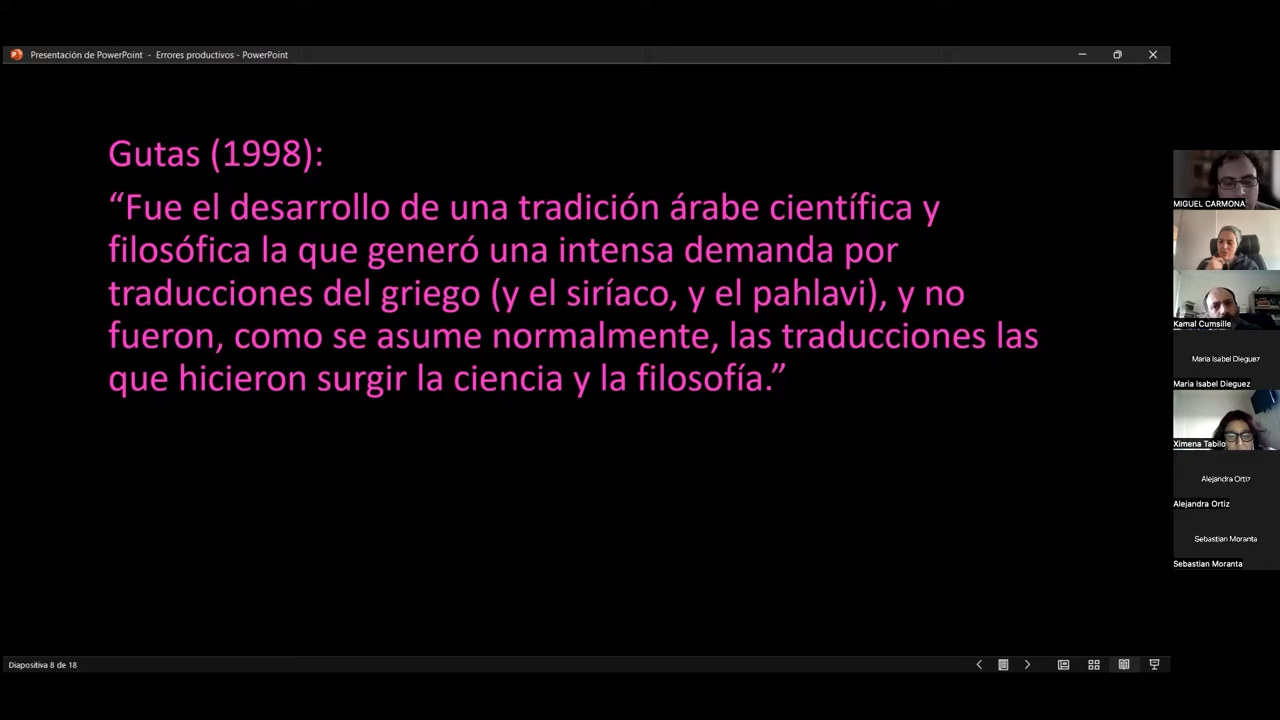 Presentación de PowerPoint - Errores productivos - PowerPoint
Gutas (1998):
“Fue el desarrollo de una tradición árabe científica y
filosófica la que generó una intensa demanda por
traducciones del griego (y el siríaco, y el pahlavi), y no
fueron, como se asume normalmente, las traducciones las
que hicieron surgir la ciencia y la filosofía.”
Diapositiva 8 de 18
MIGUEL CARMONA
Kamal Cumsille
Maria Isabel Dieguez
Maria Isabel Dieguez
Ximena Tabilo
Alejandra Ortiz
Alejandra Ortiz
Sebastian Moranta
Sebastian Moranta